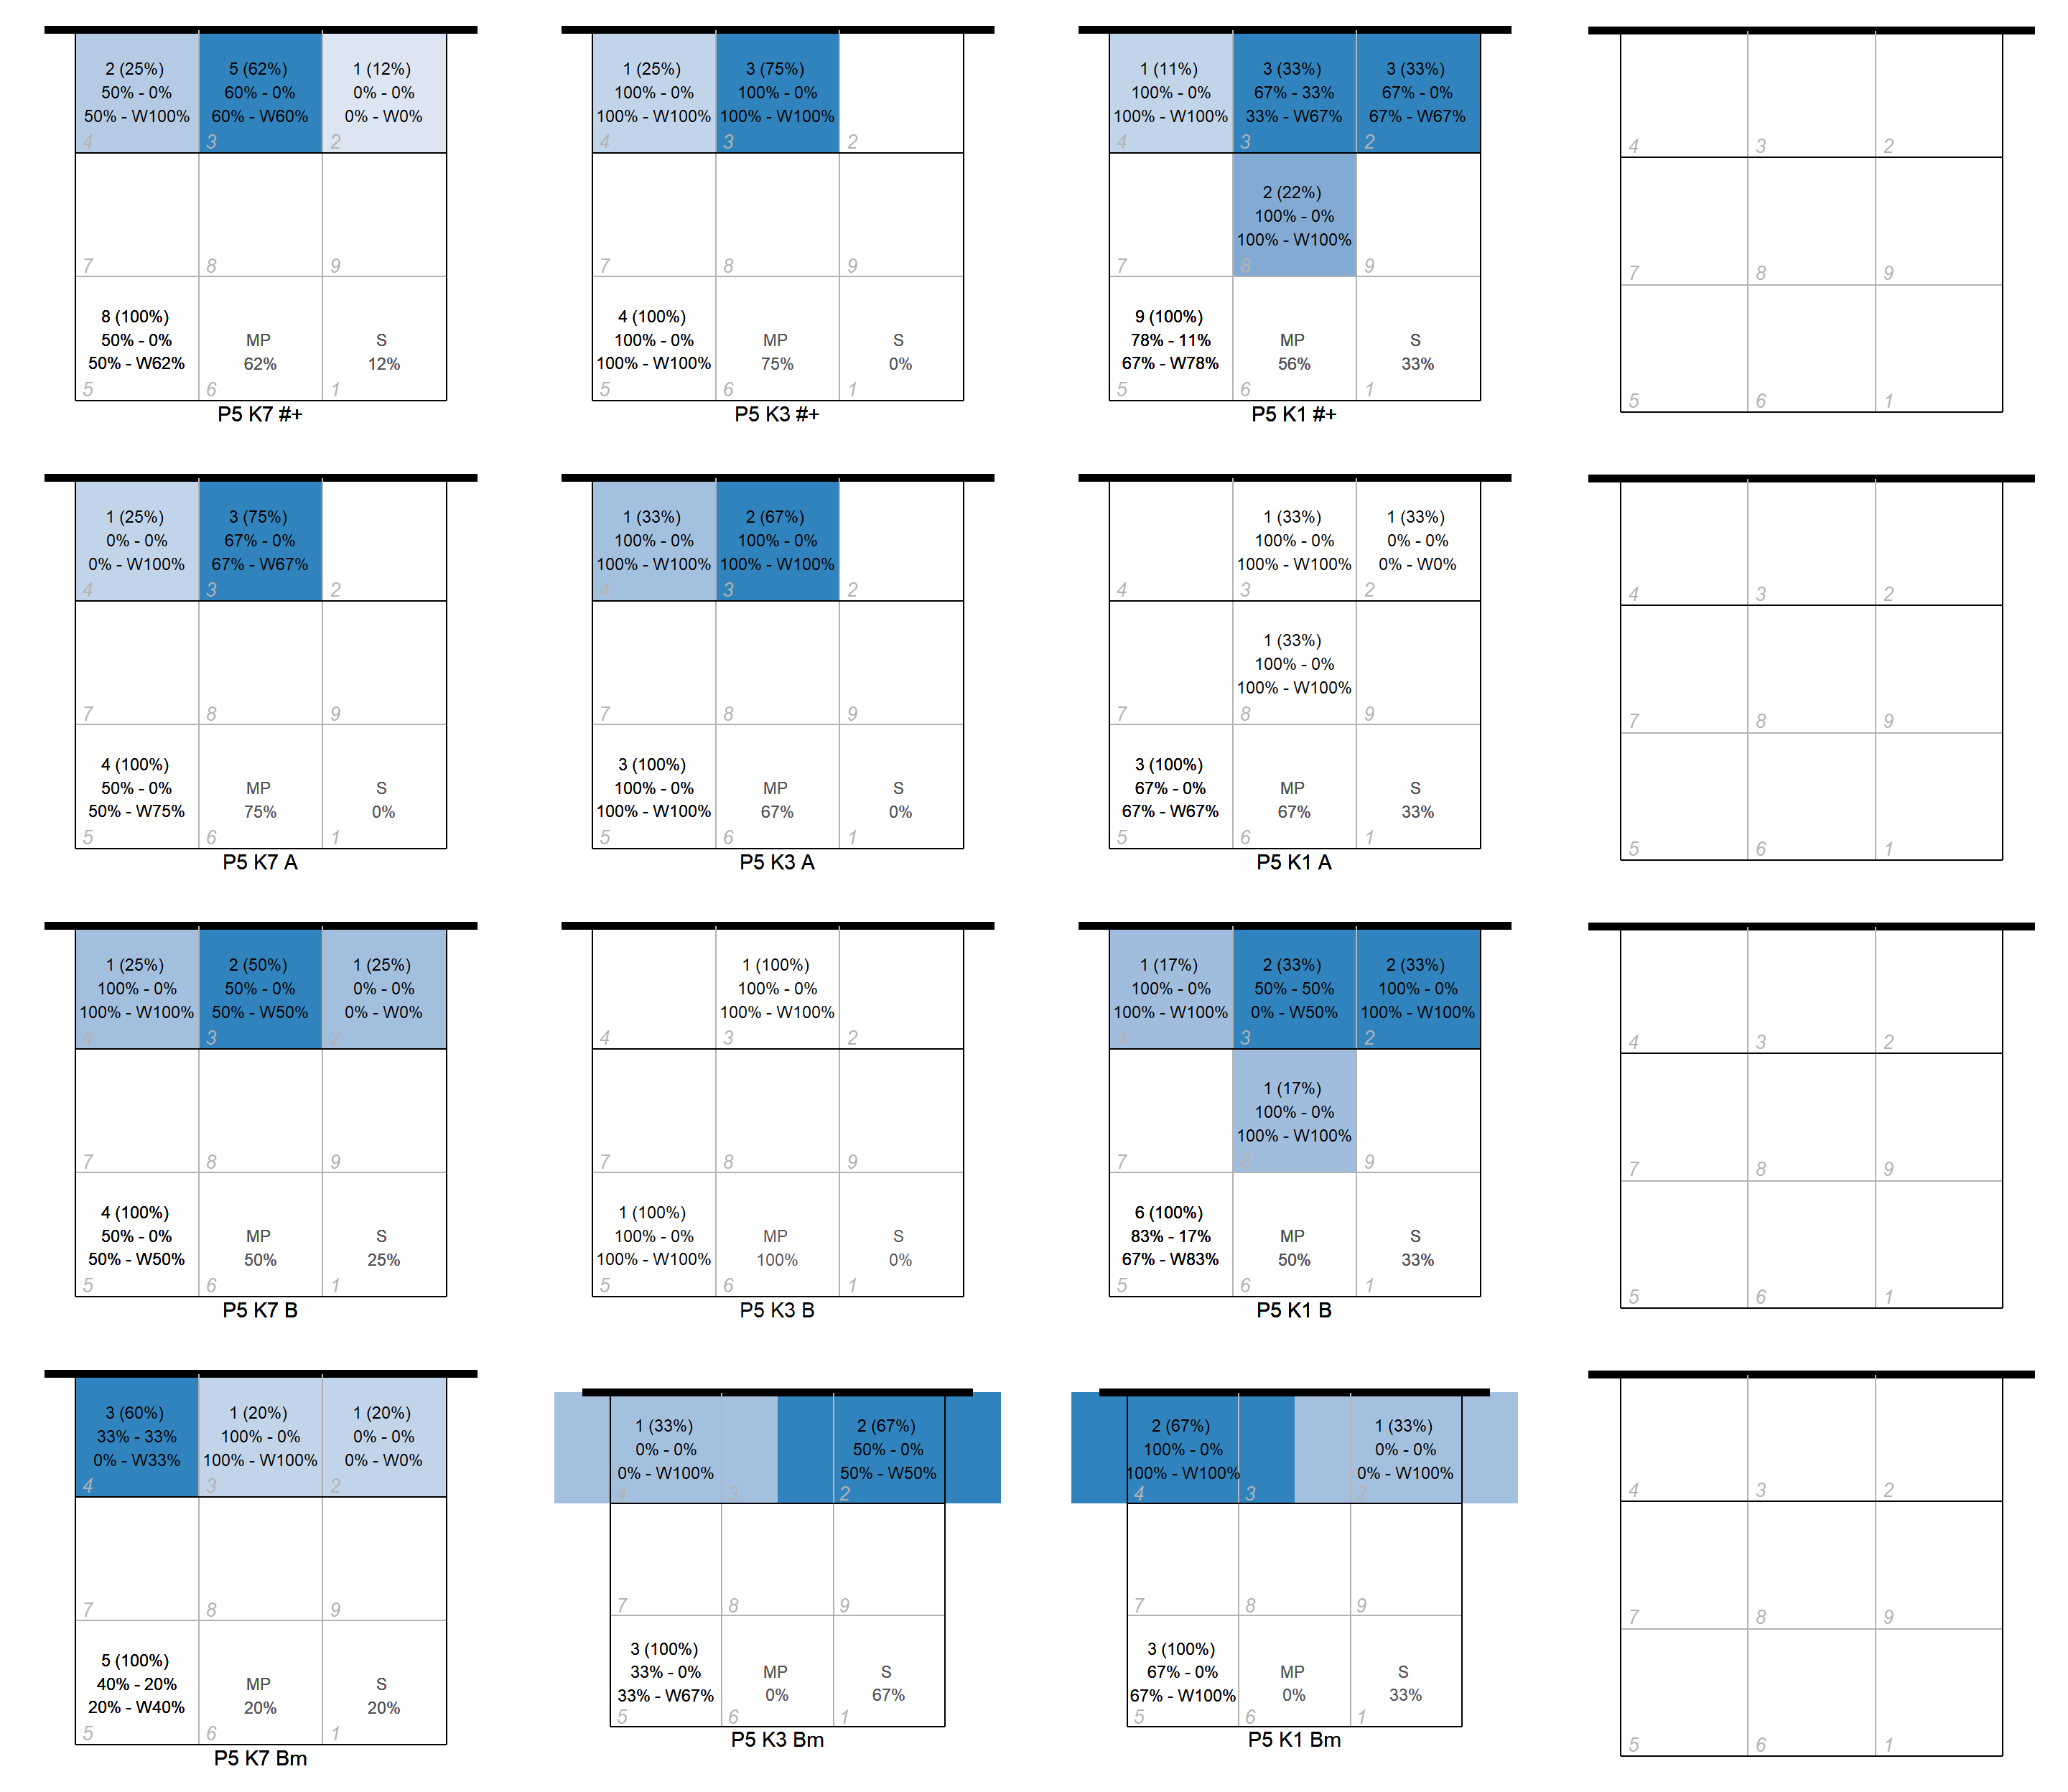 2 (25%) 5 (62%) 1 (12%)
50% - 0% 60% - 0% 0% - 0%
50% - W100% 60% - W60% 0% - W0%
4 3 2
7 8 9
8 (100%)
50% - 0% MP S
50% - W62% 62% 12%
5 6 1
P5 K7 #+
1 (25%) 3 (75%)
100% - 0% 100% - 0%
100% - W100% 100% - W100%
4 3 2
7 8 9
4 (100%)
100% - 0% MP S
100% - W100% 75% 0%
5 6 1
P5 K3 #+
1 (11%) 3 (33%) 3 (33%)
100% - 0% 67% - 33% 67% - 0%
100% - W100% 33% - W67% 67% - W67%
4 3 2
2 (22%)
100% - 0%
100% - W100%
7 8 9
9 (100%)
78% - 11% MP S
67% - W78% 56% 33%
5 6 1
P5 K1 #+
4 3 2
7 8 9
5 6 1
1 (25%) 3 (75%)
0% - 0% 67% - 0%
0% - W100% 67% - W67%
4 3 2
7 8 9
4 (100%)
50% - 0% MP S
50% - W75% 75% 0%
5 6 1
P5 K7 A
1 (33%) 2 (67%)
100% - 0% 100% - 0%
100% - W100% 100% - W100%
4 3 2
7 8 9
3 (100%)
100% - 0% MP S
100% - W100% 67% 0%
5 6 1
P5 K3 A
1 (33%) 1 (33%)
100% - 0% 0% - 0%
100% - W100% 0% - W0%
4 3 2
1 (33%)
100% - 0%
100% - W100%
7 8 9
3 (100%)
67% - 0% MP S
67% - W67% 67% 33%
5 6 1
P5 K1 A
4 3 2
7 8 9
5 6 1
1 (25%) 2 (50%) 1 (25%)
100% - 0% 50% - 0% 0% - 0%
100% - W100% 50% - W50% 0% - W0%
4 3 2
7 8 9
4 (100%)
50% - 0% MP S
50% - W50% 50% 25%
5 6 1
P5 K7 B
1 (100%)
100% - 0%
100% - W100%
4 3 2
7 8 9
1 (100%)
100% - 0% MP S
100% - W100% 100% 0%
5 6 1
P5 K3 B
1 (17%) 2 (33%) 2 (33%)
100% - 0% 50% - 50% 100% - 0%
100% - W100% 0% - W50% 100% - W100%
4 3 2
1 (17%)
100% - 0%
100% - W100%
7 8 9
6 (100%)
83% - 17% MP S
67% - W83% 50% 33%
5 6 1
P5 K1 B
4 3 2
7 8 9
5 6 1
3 (60%) 1 (20%) 1 (20%)
33% - 33% 100% - 0% 0% - 0%
0% - W33% 100% - W100% 0% - W0%
4 3 2
7 8 9
5 (100%)
40% - 20% MP S
20% - W40% 20% 20%
5 6 1
P5 K7 Bm
1 (33%) 2 (67%)
0% - 0% 50% - 0%
0% - W100% 50% - W50%
4 3 2
7 8 9
3 (100%)
33% - 0% MP S
33% - W67% 0% 67%
5 6 1
P5 K3 Bm
2 (67%) 1 (33%)
100% - 0% 0% - 0%
100% - W100% 0% - W100%
4 3 2
7 8 9
3 (100%)
67% - 0% MP S
67% - W100% 0% 33%
5 6 1
P5 K1 Bm
4 3 2
7 8 9
5 6 1